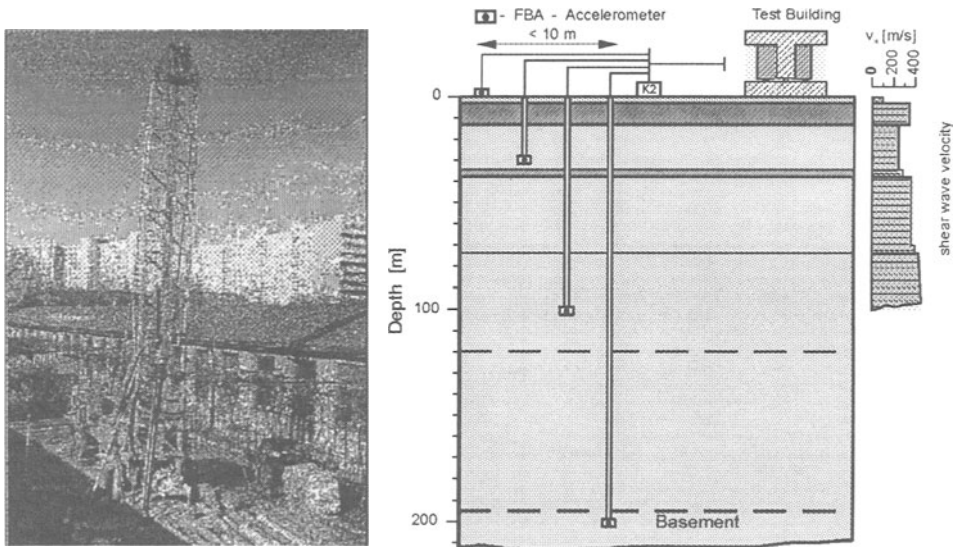 - FBA - Accelerometer
< 10 m
Test Building
K2
vs [m/s]
0
200
400
shear wave velocity
Depth [m]
0
100
200
Basement